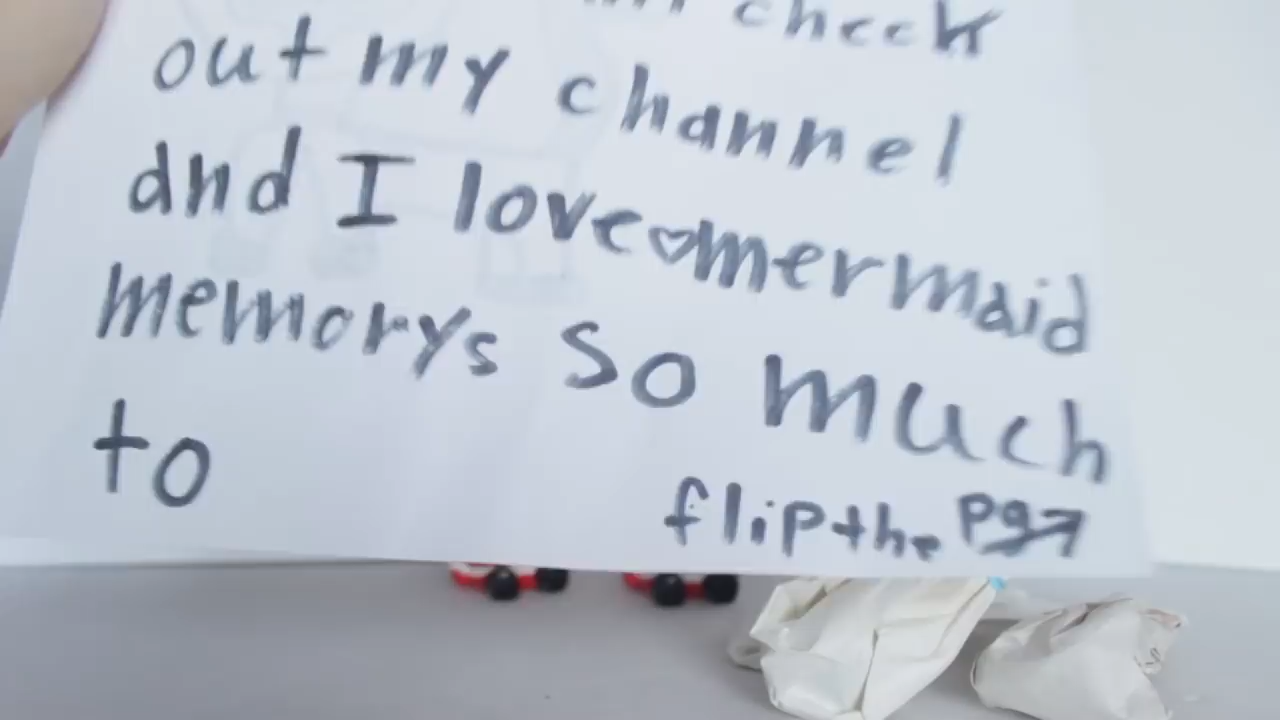 check
out my channel
and I love♡mermaid
memorys so much
to
flip the pg→